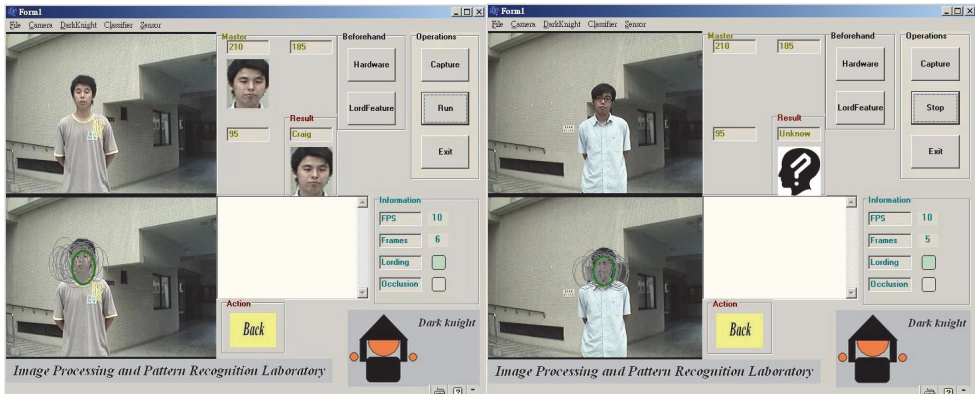 Form1
File Camera DarkKnight Classifier Sensor
Master
210
185
Beforehand
Hardware
LordFeature
Operations
Capture
Run
Exit
95
Result
Craig
Information
FPS 10
Frames 6
Lording
Occlusion
Action
Back
Dark knight
Image Processing and Pattern Recognition Laboratory
Form1
File Camera DarkKnight Classifier Sensor
Master
210
185
Beforehand
Hardware
LordFeature
Operations
Capture
Stop
Exit
95
Result
Unknow
Information
FPS 10
Frames 5
Lording
Occlusion
Action
Back
Dark knight
Image Processing and Pattern Recognition Laboratory